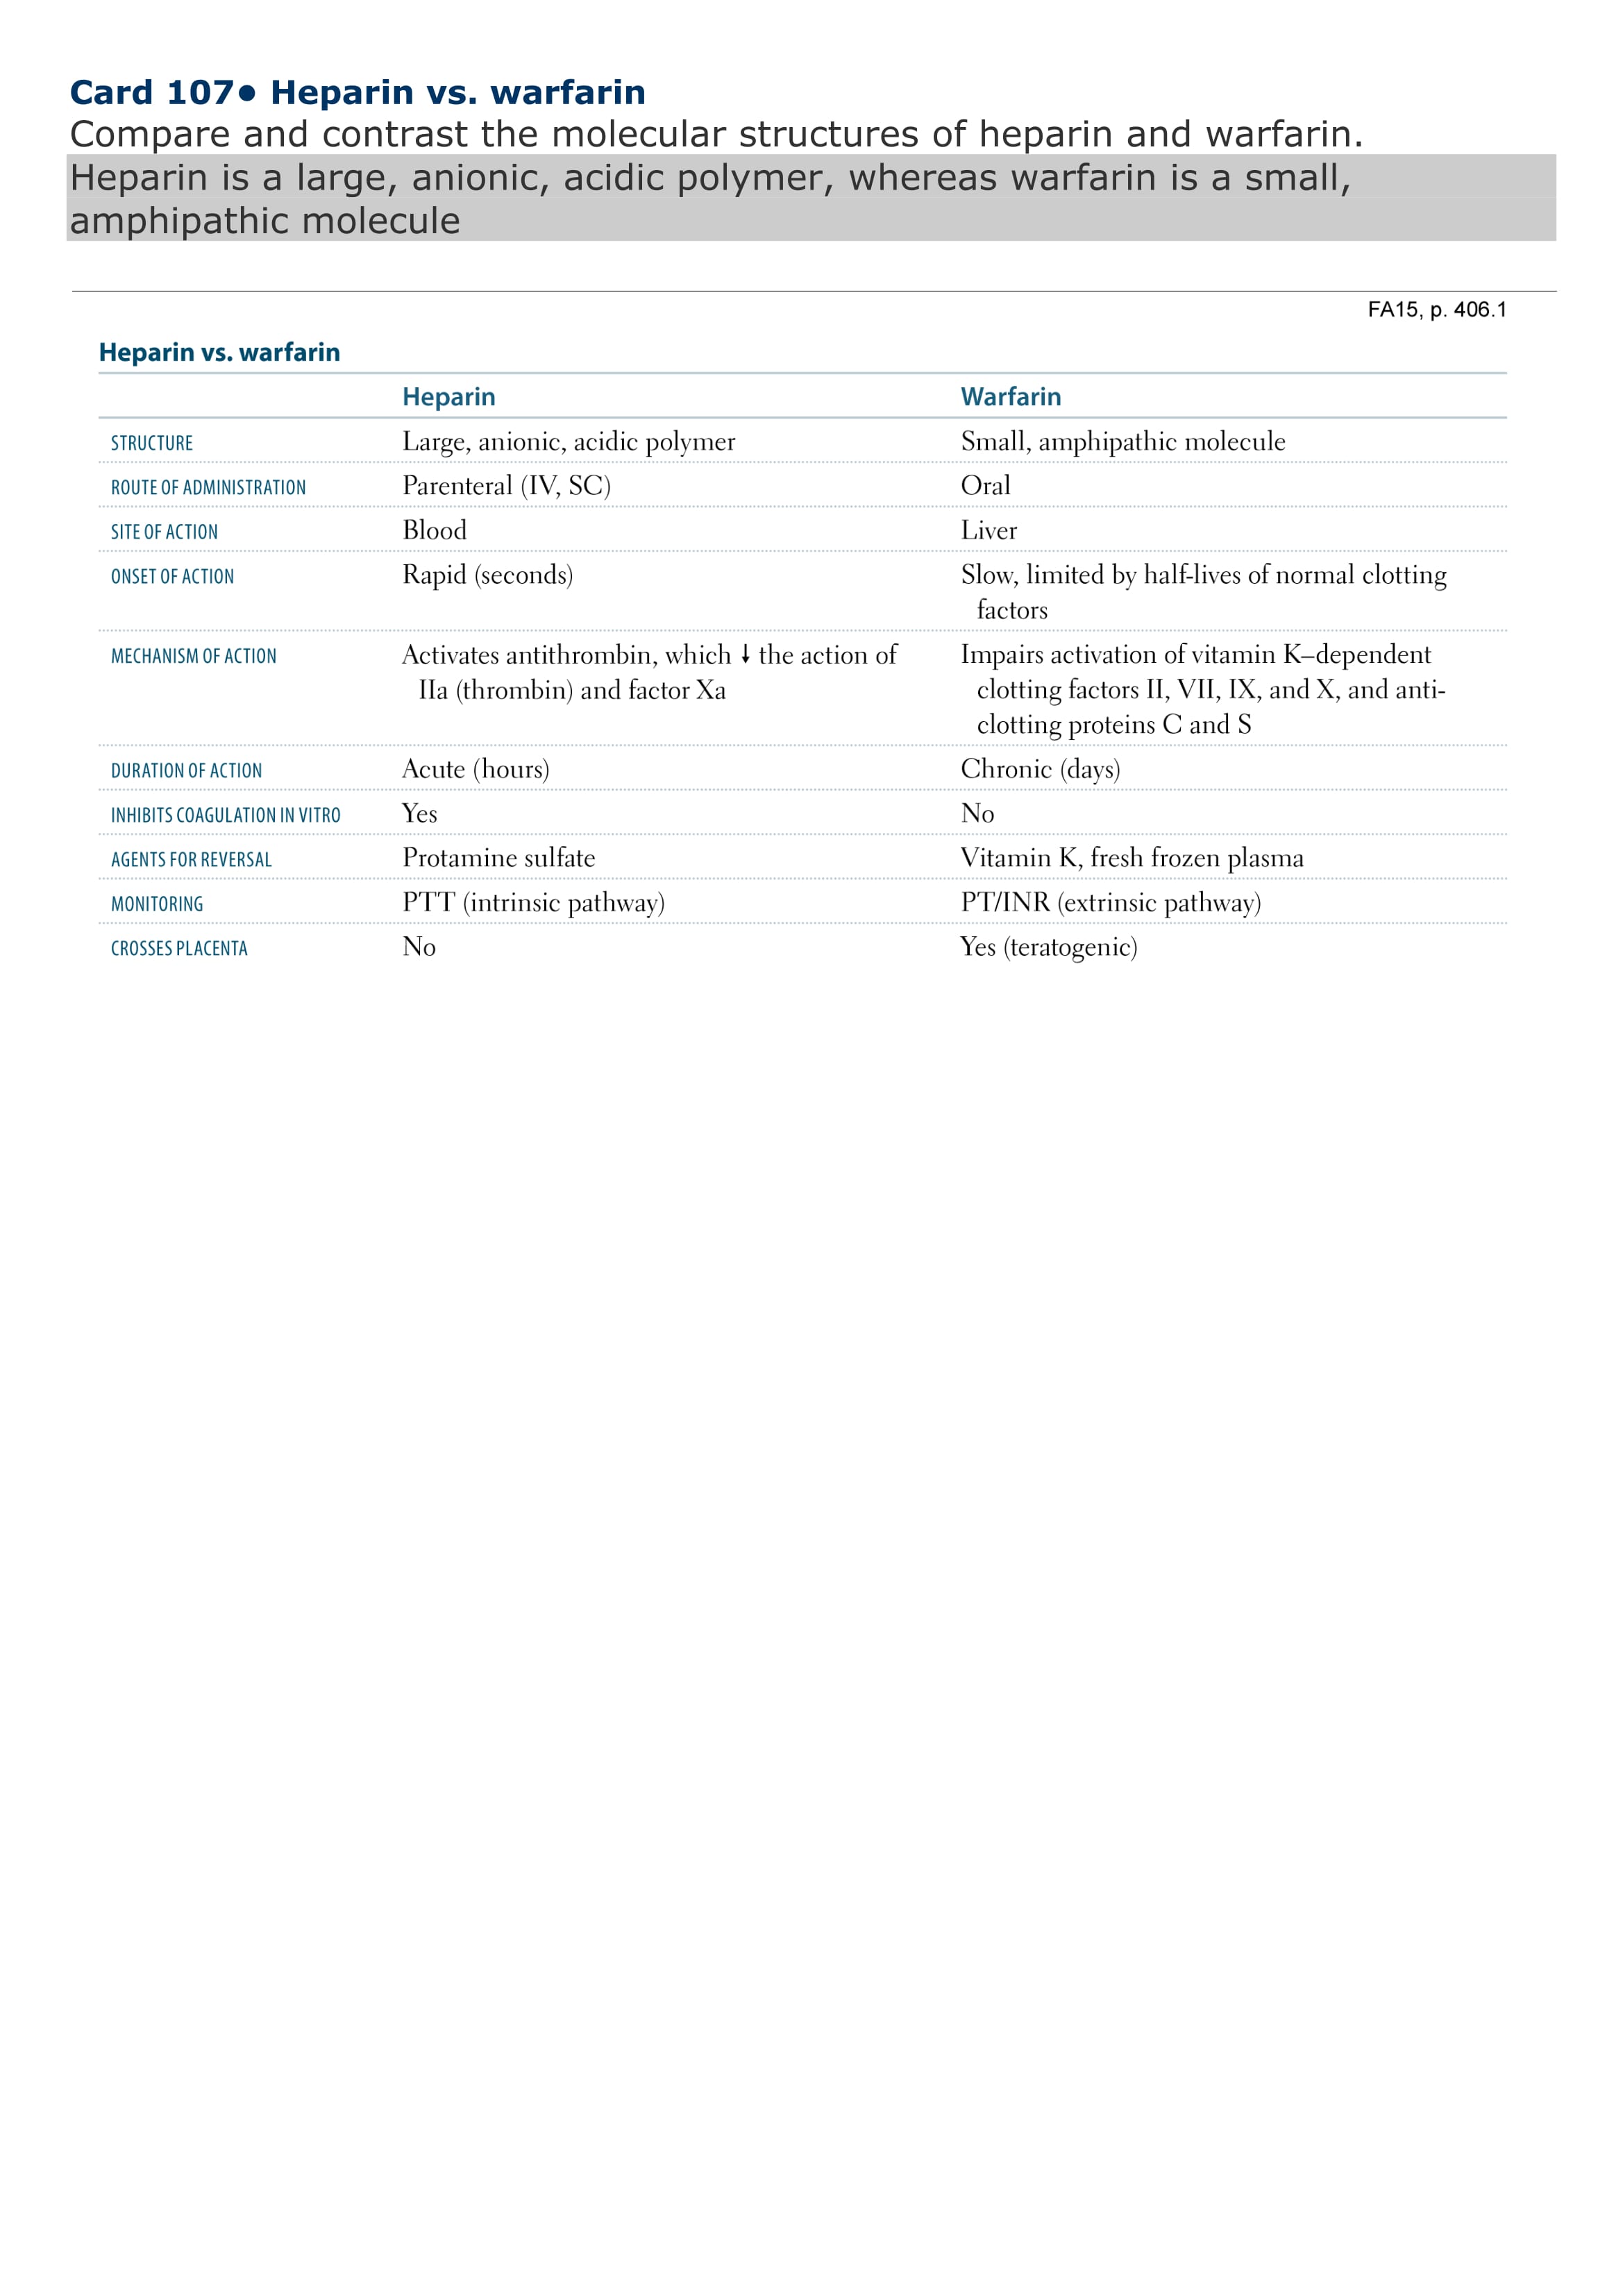 Card 107• Heparin vs. warfarin
Compare and contrast the molecular structures of heparin and warfarin.
Heparin is a large, anionic, acidic polymer, whereas warfarin is a small,
amphipathic molecule
FA15, p. 406.1
Heparin vs. warfarin
Heparin Warfarin
STRUCTURE Large, anionic, acidic polymer Small, amphipathic molecule
ROUTE OF ADMINISTRATION Parenteral (IV, SC) Oral
SITE OF ACTION Blood Liver
ONSET OF ACTION Rapid (seconds) Slow, limited by half-lives of normal clotting
factors
MECHANISM OF ACTION Activates antithrombin, which ↓ the action of Impairs activation of vitamin K–dependent
IIa (thrombin) and factor Xa clotting factors II, VII, IX, and X, and anti-
clotting proteins C and S
DURATION OF ACTION Acute (hours) Chronic (days)
INHIBITS COAGULATION IN VITRO Yes No
AGENTS FOR REVERSAL Protamine sulfate Vitamin K, fresh frozen plasma
MONITORING PTT (intrinsic pathway) PT/INR (extrinsic pathway)
CROSSES PLACENTA No Yes (teratogenic)